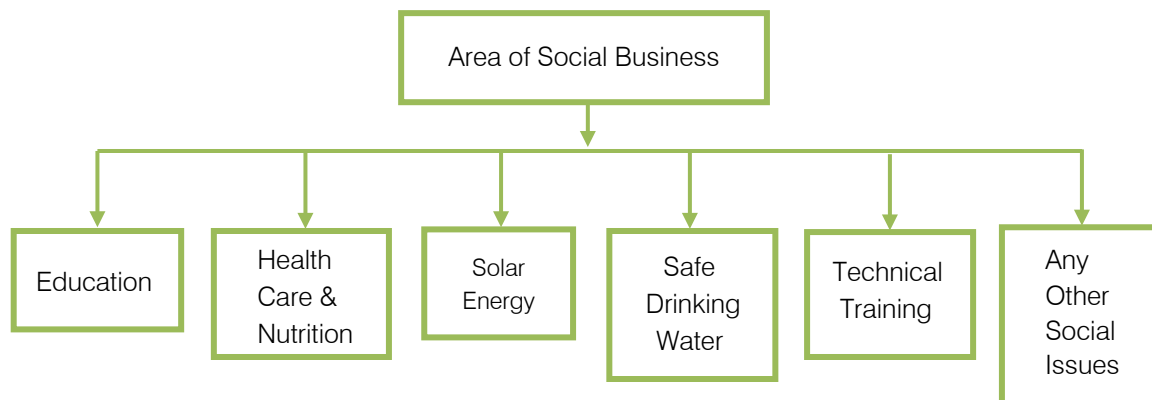 Area of Social Business
Education
Health
Care &
Nutrition
Solar
Energy
Safe
Drinking
Water
Technical
Training
Any
Other
Social
Issues